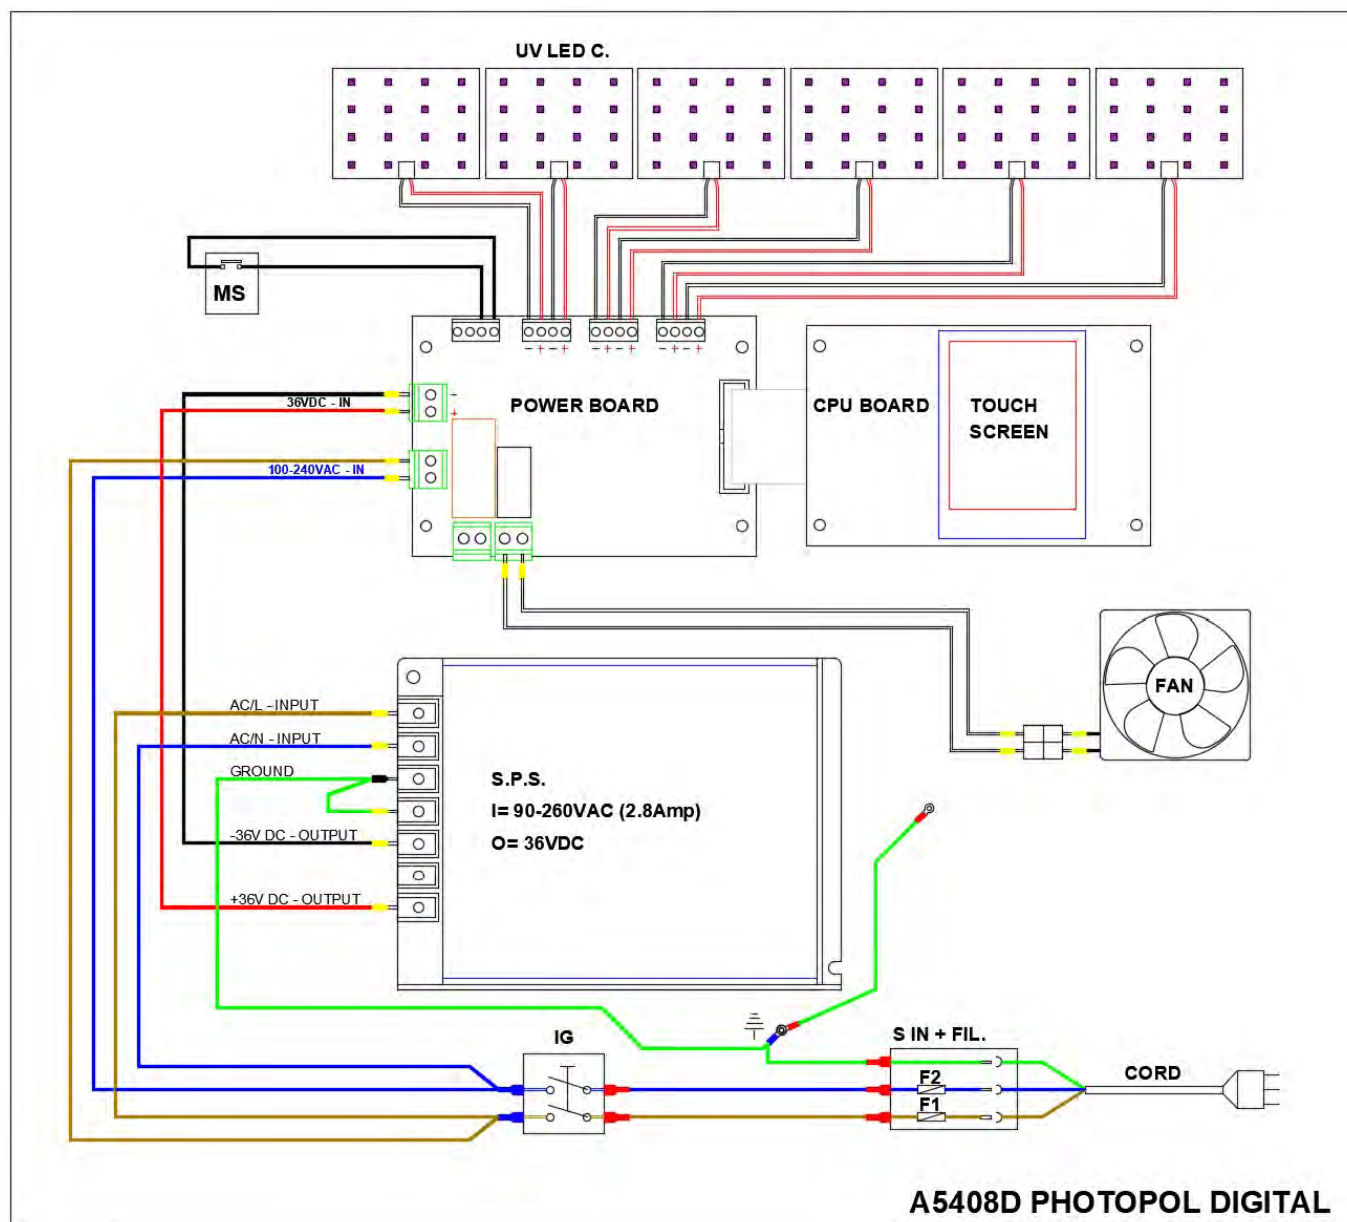 UV LED C.
MS
- + - +
- + - +
- + - +
36VDC - IN
-
+
POWER BOARD
CPU BOARD
TOUCH
SCREEN
100-240VAC - IN
FAN
AC/L - INPUT
AC/N - INPUT
GROUND
S.P.S.
I= 90-260VAC (2.8Amp)
-36V DC - OUTPUT
O= 36VDC
+36V DC - OUTPUT
IG
S IN + FIL.
F2
CORD
F1
A5408D PHOTOPOL DIGITAL